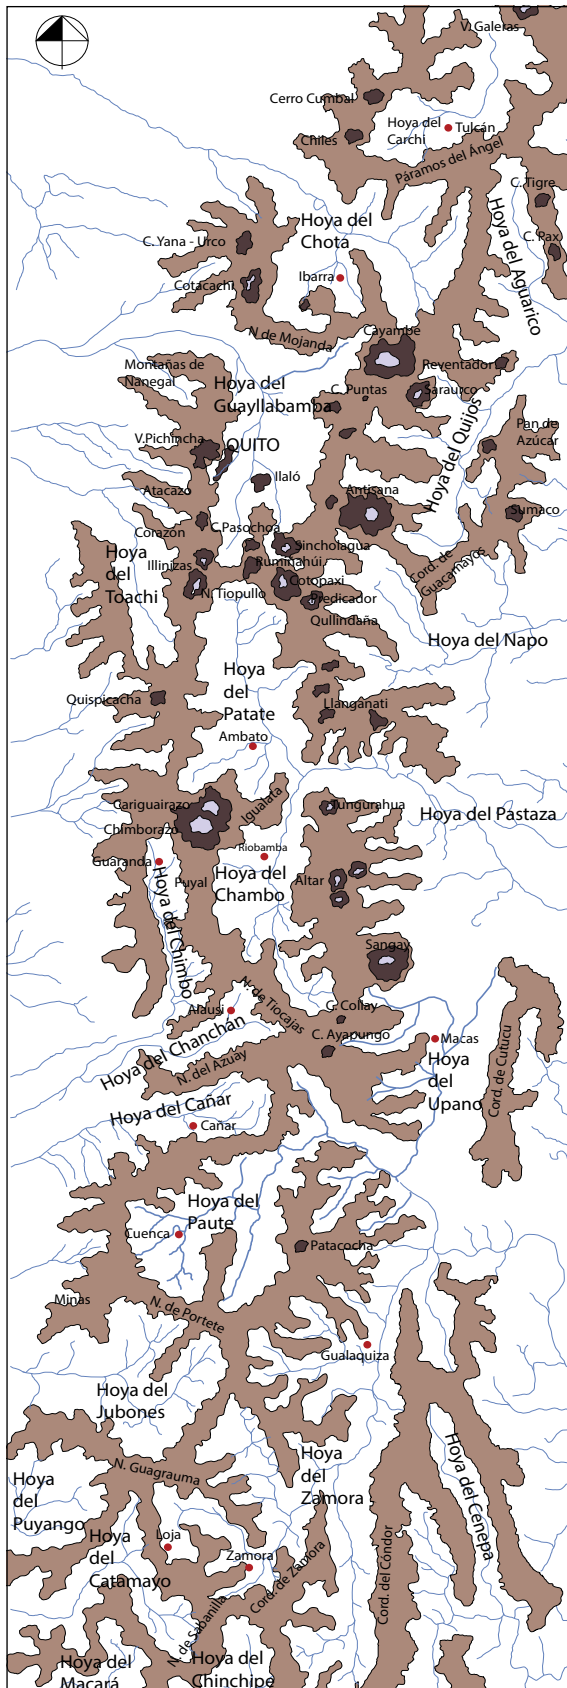 V. Galeras
Cerro Cumbal
Hoya del
Carchi
Tulcán
Chiles
Páramos del Ángel
C. Tigre
Hoya del
Chota
Hoya del Aguarico
C. Yana - Urco
C. Pax
Ibarra
Cotacachi
N de Mojanda
Cayambe
Montañas de
Nanegal
Reventador
Hoya del
Guayllabamba
C. Puntas
Saraurco
Hoya del Quijos
Pan de
Azúcar
V.Pichincha
QUITO
Ilaló
Atacazo
Antisana
Sumaco
Corazón
C.Pasochoa
Hoya
del
Toachi
Sincholagua
Illinizas
Rumiñahúi
Cord. de
Guacamayos
N. Tiopullo
Cotopaxi
Predicador
Qullindaña
Hoya del Napo
Hoya
del
Patate
Quispicacha
Llanganati
Ambato
Cariguairazo
Igualata
Tungurahua
Hoya del Pastaza
Chimborazo
Riobamba
Guaranda
Hoya del
Chambo
Puyal
Altar
Hoya del Chimbo
Sangay
N. de Tiocajas
Alausi
C. Collay
Hoya del Chanchán
C. Ayapungo
Macas
N. del Azuay
Hoya
del
Upano
Cord. de Cutucu
Hoya del Cañar
Cañar
Hoya del
Paute
Cuenca
Patacocha
Minas
N. de Portete
Gualaquiza
Hoya del
Jubones
Hoya
del
Zamora
Hoya del Cenepa
N. Guagrauma
Hoya
del
Puyango
Hoya
del
Catamayo
Loja
Zamora
Cord. de Zamora
Cord. del Cóndor
N. de Sabanilla
Hoya del
Macará
Hoya del
Chinchipe